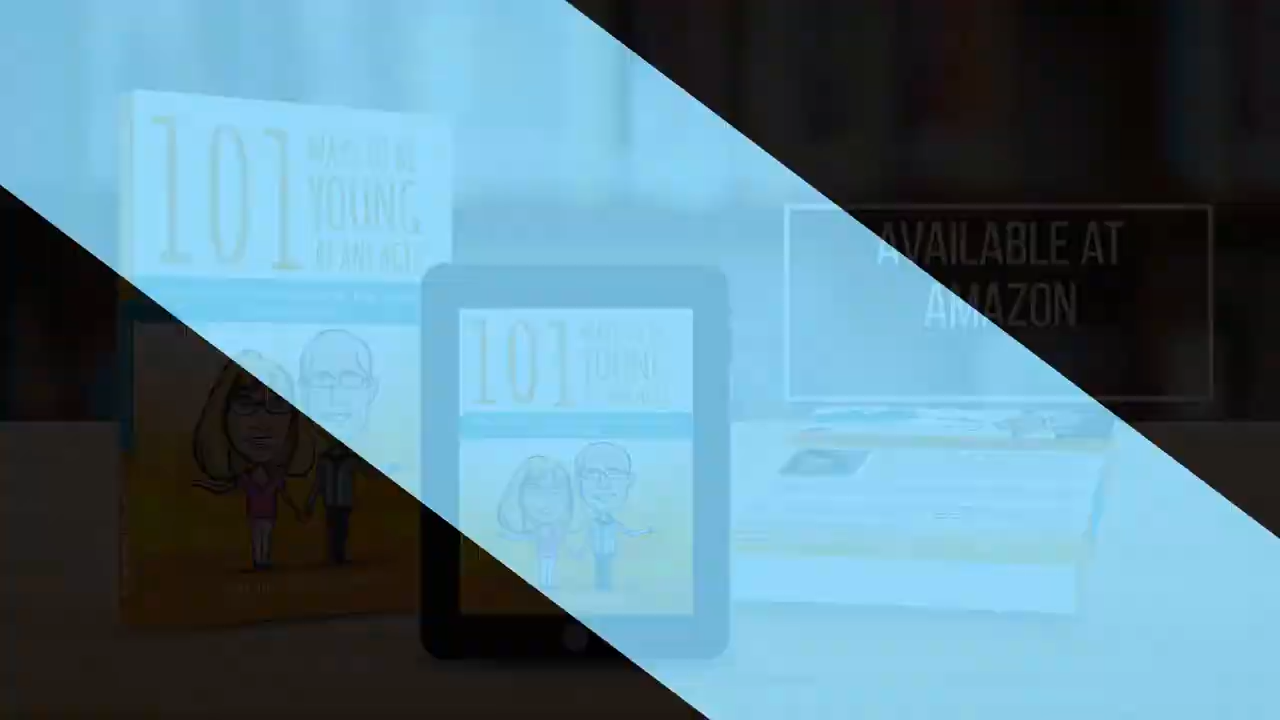 101
WAYS TO BE
YOUNG
AT ANY AGE
101
YOUNG
AVAILABLE AT
AMAZON